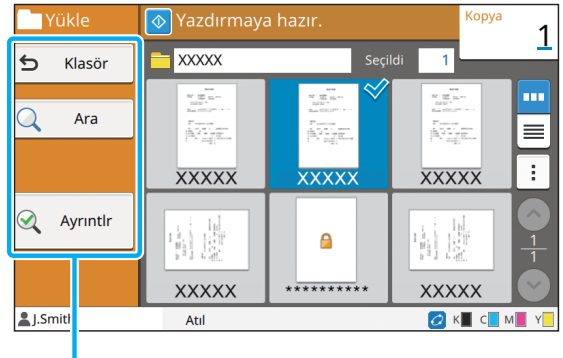 Yükle
Yazdırmaya hazır.
Kopya
1
Klasör
XXXXX
Seçildi
1
Ara
XXXXX
XXXXX
XXXXX
Ayrıntlr
1
1
XXXXX
**********
XXXXX
J.Smith
Atıl
K C M Y